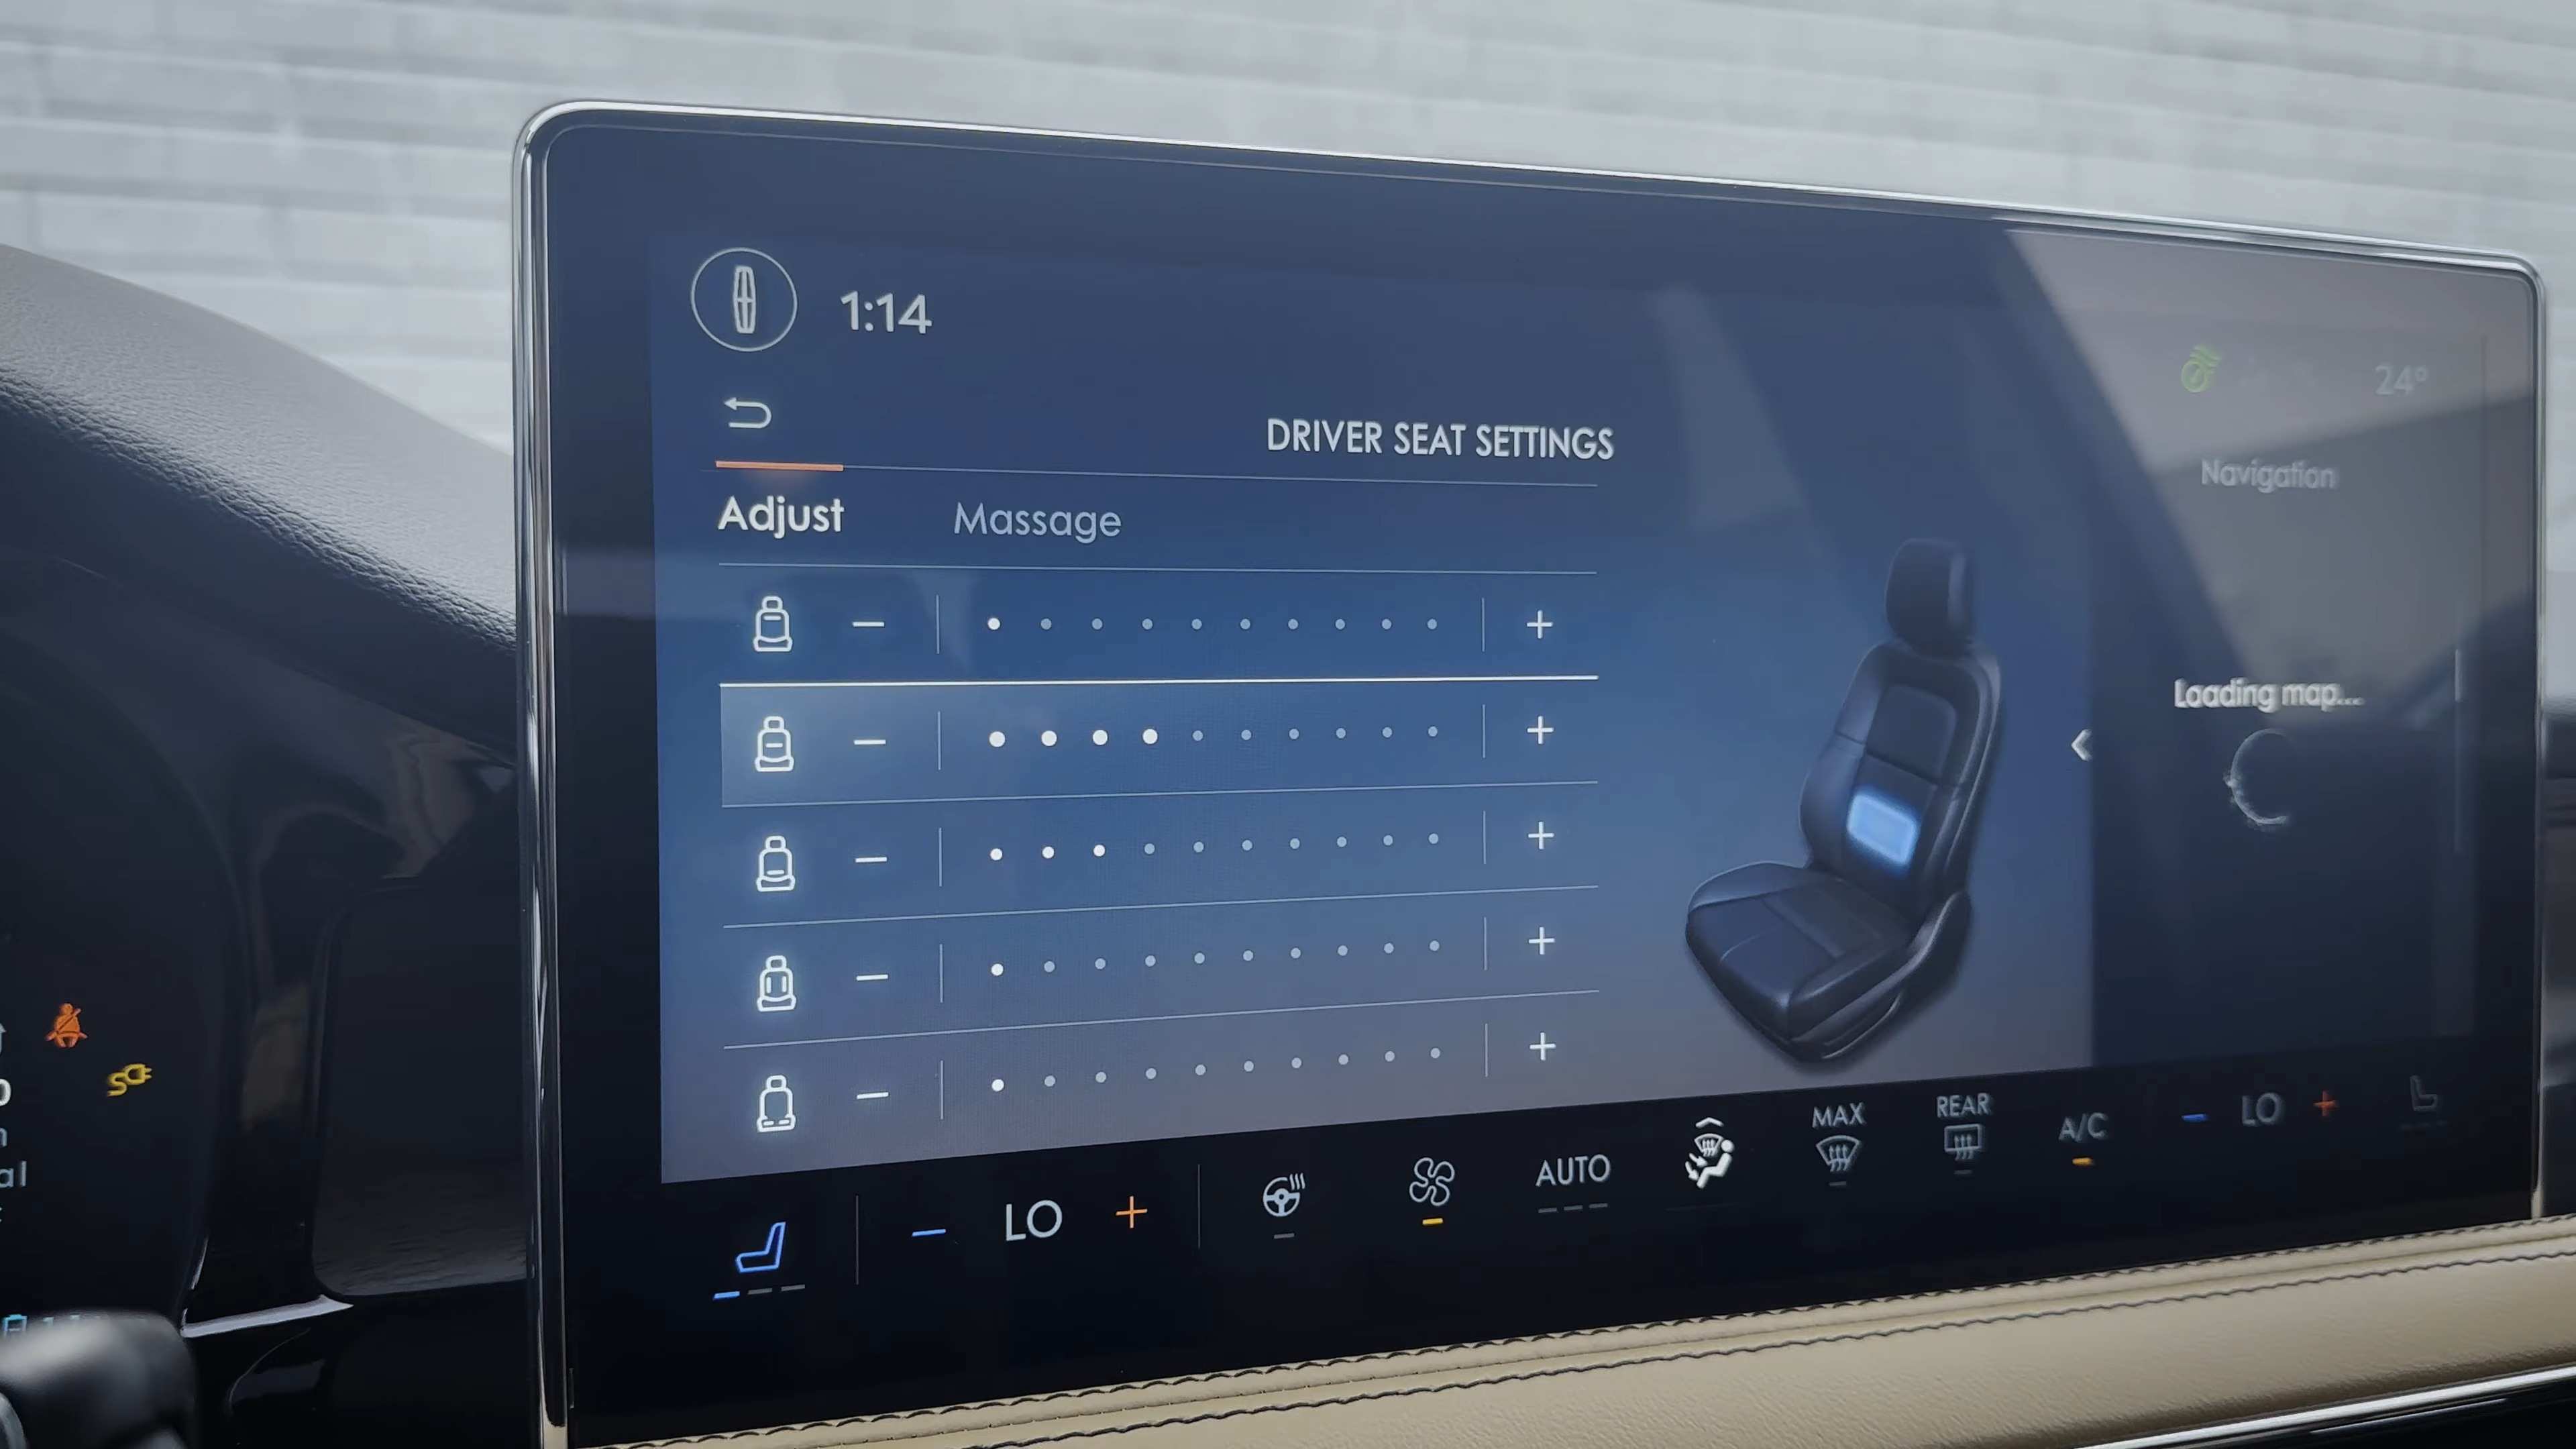 1:14
24°
DRIVER SEAT SETTINGS
Navigation
Adjust Massage
Loading map...
MAX
REAR
LO
AUTO
A/C
LO